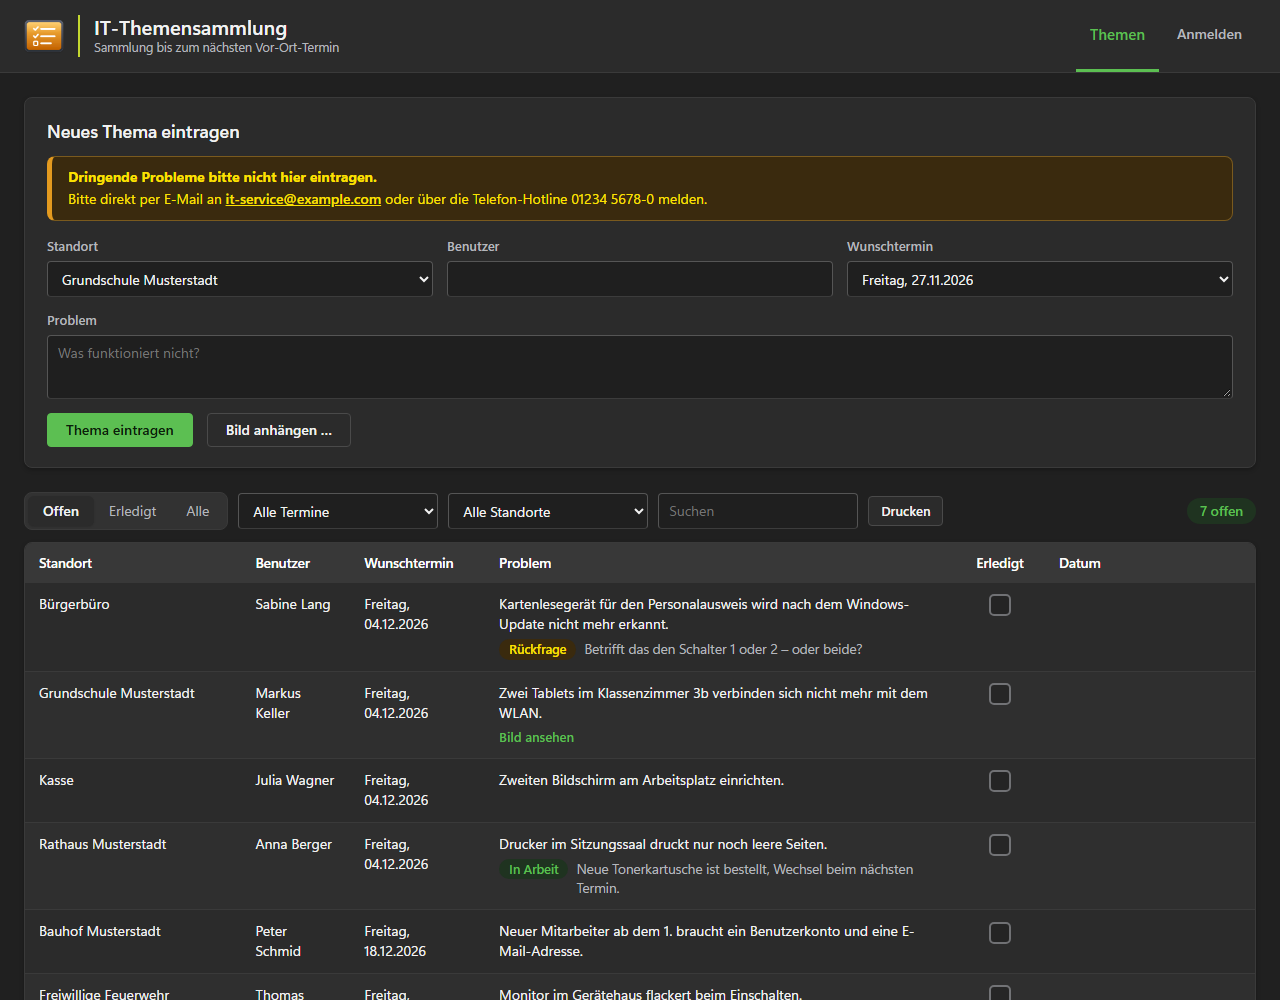 IT-Themensammlung
Sammlung bis zum nächsten Vor-Ort-Termin
Themen
Anmelden
Neues Thema eintragen
Dringende Probleme bitte nicht hier eintragen.
Bitte direkt per E-Mail an it-service@example.com oder über die Telefon-Hotline 01234 5678-0 melden.
Standort
Benutzer
Wunschtermin
Grundschule Musterstadt
Freitag, 27.11.2026
Problem
Was funktioniert nicht?
Thema eintragen
Bild anhängen ...
Offen
Erledigt
Alle
Alle Termine
Alle Standorte
Suchen
Drucken
7 offen
Standort
Benutzer
Wunschtermin
Problem
Erledigt
Datum
Bürgerbüro
Sabine Lang
Freitag,
04.12.2026
Kartenlesegerät für den Personalausweis wird nach dem Windows-
Update nicht mehr erkannt.
Rückfrage
Betrifft das den Schalter 1 oder 2 – oder beide?
Grundschule Musterstadt
Markus
Keller
Freitag,
04.12.2026
Zwei Tablets im Klassenzimmer 3b verbinden sich nicht mehr mit dem
WLAN.
Bild ansehen
Kasse
Julia Wagner
Freitag,
04.12.2026
Zweiten Bildschirm am Arbeitsplatz einrichten.
Rathaus Musterstadt
Anna Berger
Freitag,
04.12.2026
Drucker im Sitzungssaal druckt nur noch leere Seiten.
In Arbeit
Neue Tonerkartusche ist bestellt, Wechsel beim nächsten
Termin.
Bauhof Musterstadt
Peter
Schmid
Freitag,
18.12.2026
Neuer Mitarbeiter ab dem 1. braucht ein Benutzerkonto und eine E-
Mail-Adresse.
Freiwillige Feuerwehr
Thomas
Freitag,
Monitor im Gerätehaus flackert beim Einschalten.